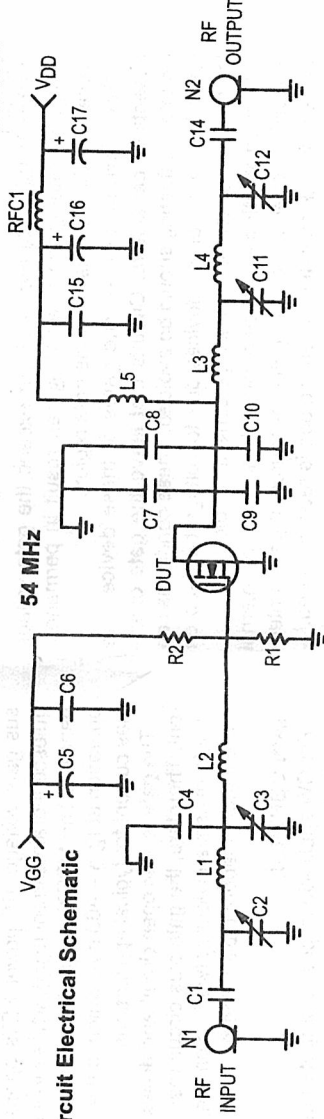 54 MHz
rcuit Electrical Schematic
VGG
C5
+
C6
R2
R1
C4
L1
L2
C3
C2
C1
N1
RF
INPUT
DUT
C7
C8
C9
C10
L5
C15
+
C16
RFC1
+
C17
VDD
L3
L4
C11
C12
C14
N2
RF
OUTPUT